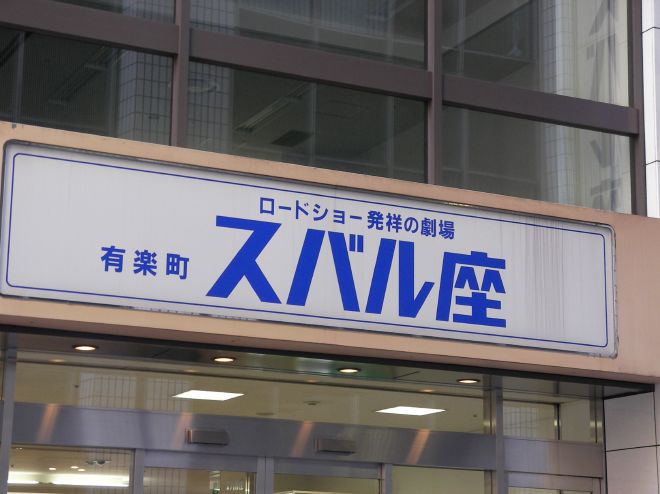 ロードショー発祥の劇場
有楽町 スバル座